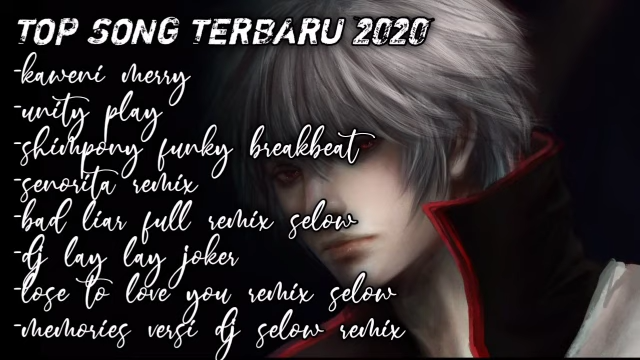 TOP SONG TERBARU 2020
-kaweni merry
-unity play
-shimpony funky breakbeat
-senorita remix
-bad liar full remix selow
-dj lay lay joker
-lose to love you remix selow
-memories versi dj selow remix